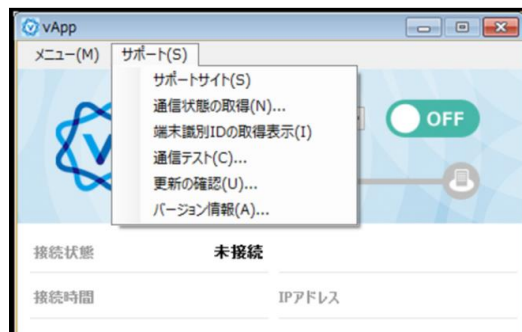 vApp
メニュー(M) サポート(S)
サポートサイト(S)
通信状態の取得(N)...
端末識別IDの取得表示(I)
通信テスト(C)...
更新の確認(U)...
バージョン情報(A)...
OFF
接続状態 未接続
接続時間 IPアドレス